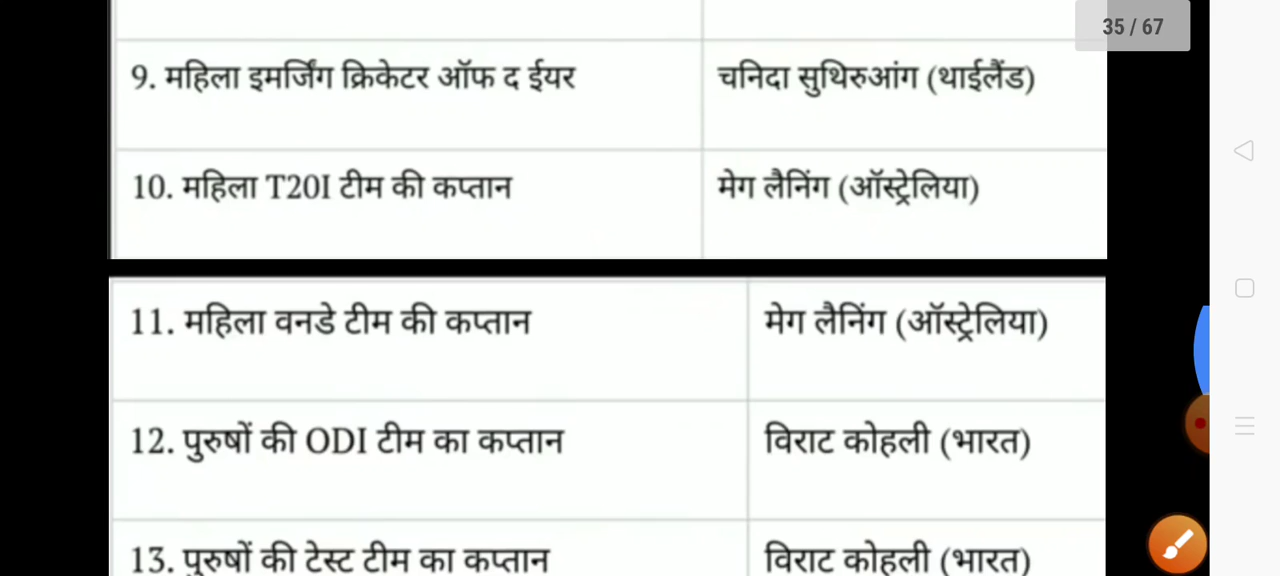 35 / 67
9. महिला इमर्जिंग क्रिकेटर ऑफ द ईयर चनिदा सुथिरुआंग (थाईलैंड)
10. महिला T20I टीम की कप्तान मेग लैनिंग (ऑस्ट्रेलिया)
11. महिला वनडे टीम की कप्तान मेग लैनिंग (ऑस्ट्रेलिया)
12. पुरुषों की ODI टीम का कप्तान विराट कोहली (भारत)
13. पुरुषों की टेस्ट टीम का कप्तान विराट कोहली (भारत)